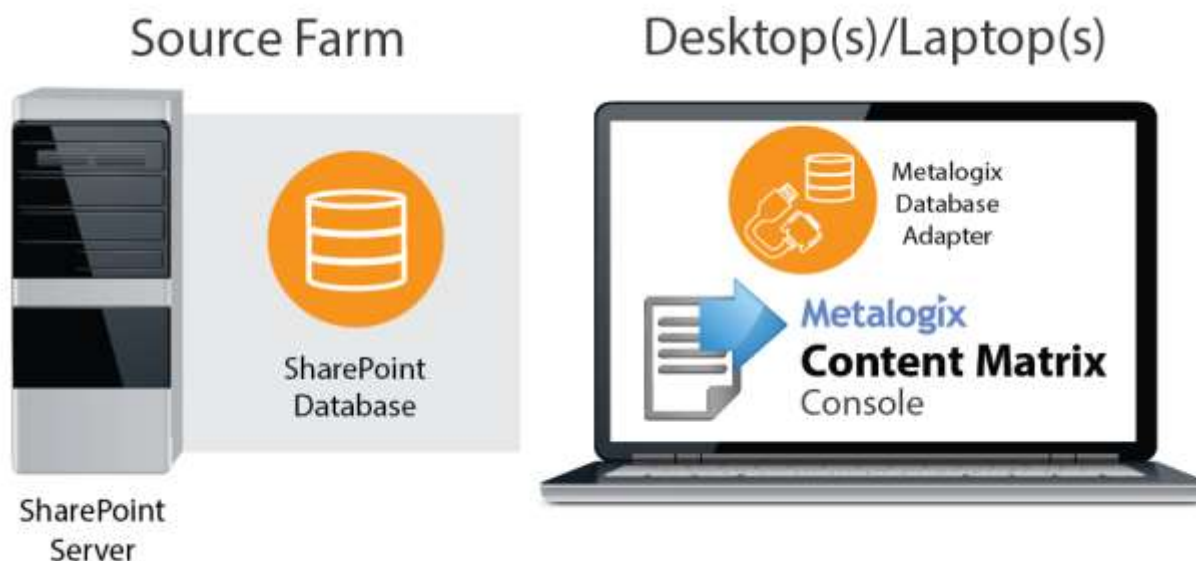 Source Farm
Desktop(s)/Laptop(s)
SharePoint
Database
SharePoint
Server
Metalogix
Database
Adapter
Metalogix
Content Matrix
Console